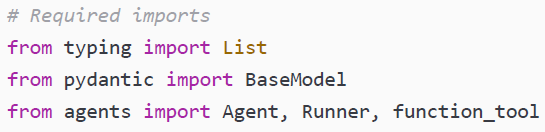 # Required imports
from typing import List
from pydantic import BaseModel
from agents import Agent, Runner, function_tool